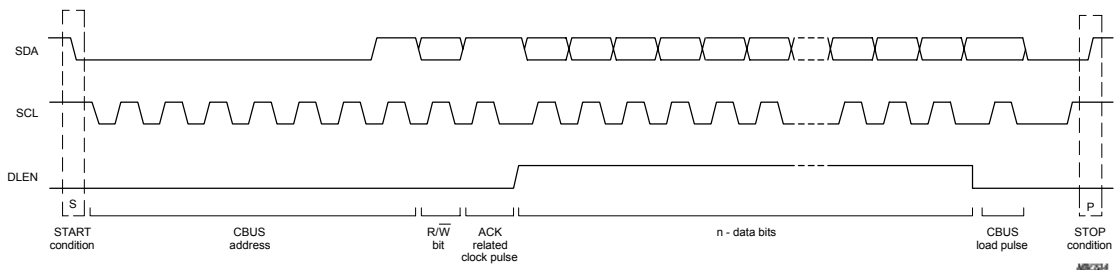 SDA
SCL
DLEN
S
P
START
condition
CBUS
address
R/W
bit
ACK
related
clock pulse
n - data bits
CBUS
load pulse
STOP
condition